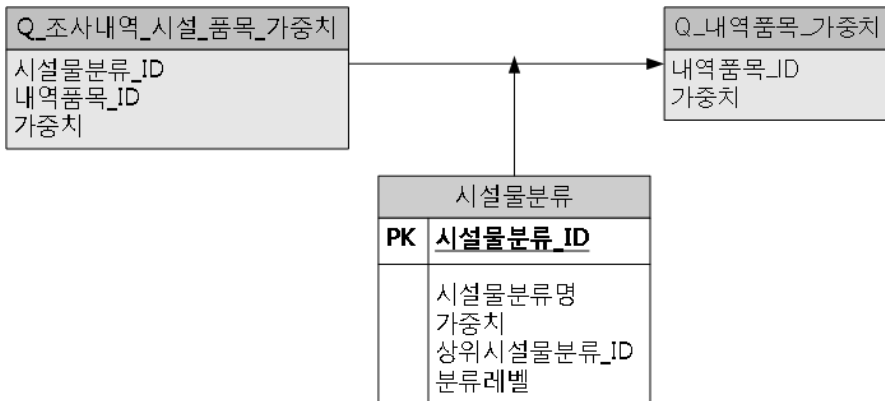 Q_조사내역_시설_품목_가중치
시설물분류_ID
내역품목_ID
가중치
Q_내역품목_가중치
내역품목_ID
가중치
시설물분류
PK 시설물분류_ID
시설물분류명
가중치
상위시설물분류_ID
분류레벨